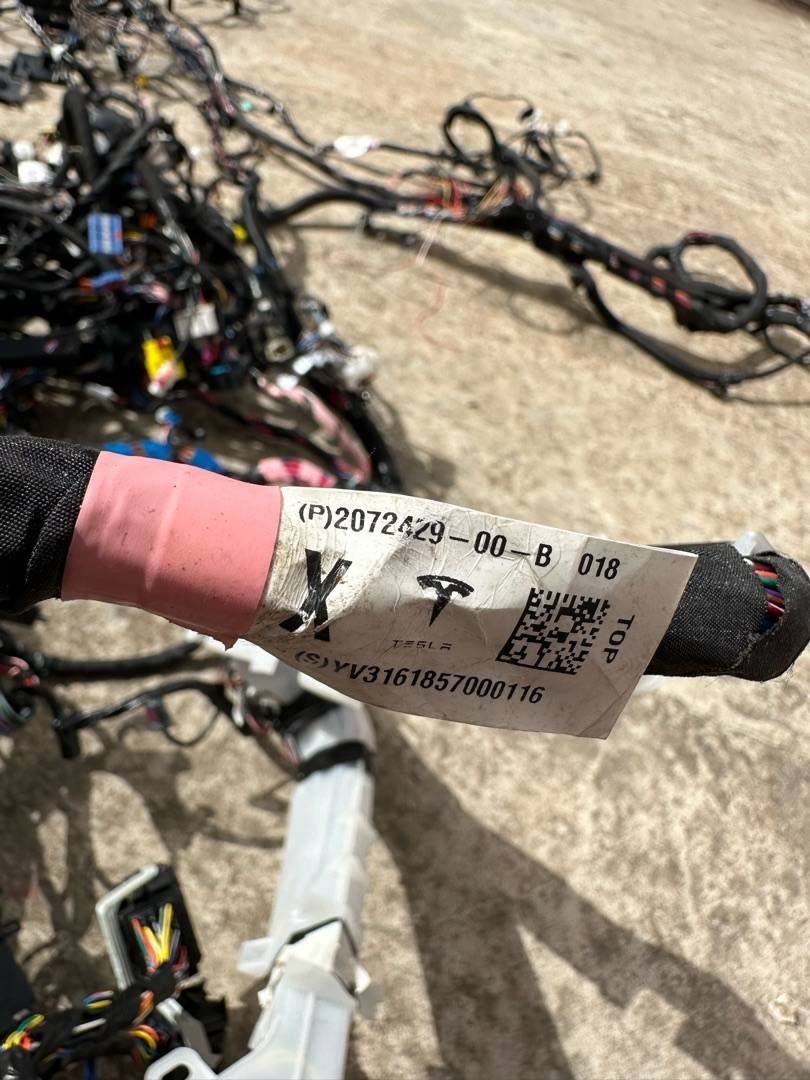 (P)2072429-00-B 018
X
TESLA
TOP
(S)YV3161857000116